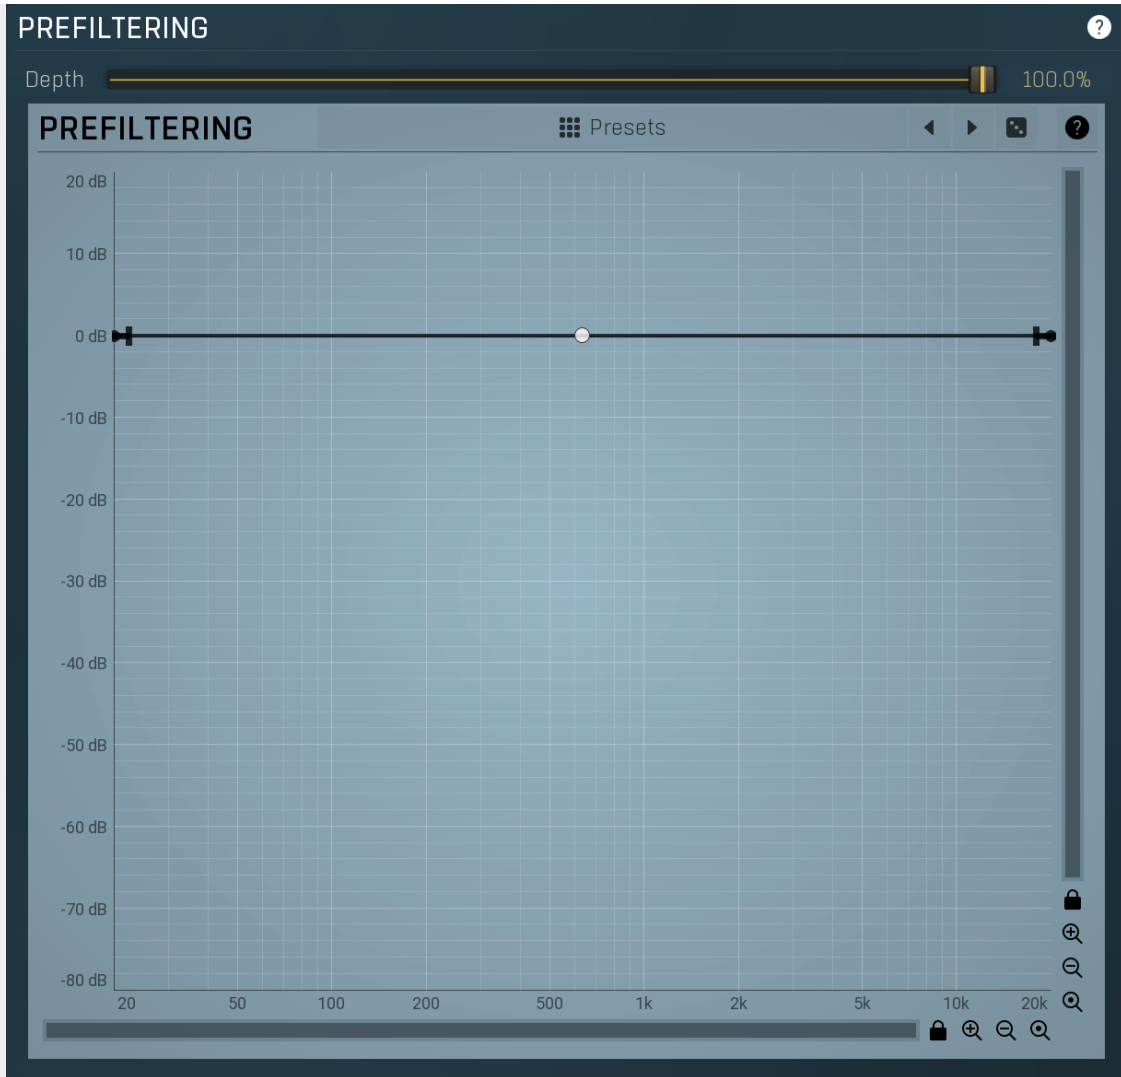 PREFILTERING
?
Depth 100.0%
PREFILTERING Presets ?
20 dB
10 dB
0 dB
-10 dB
-20 dB
-30 dB
-40 dB
-50 dB
-60 dB
-70 dB
-80 dB
20 50 100 200 500 1k 2k 5k 10k 20k